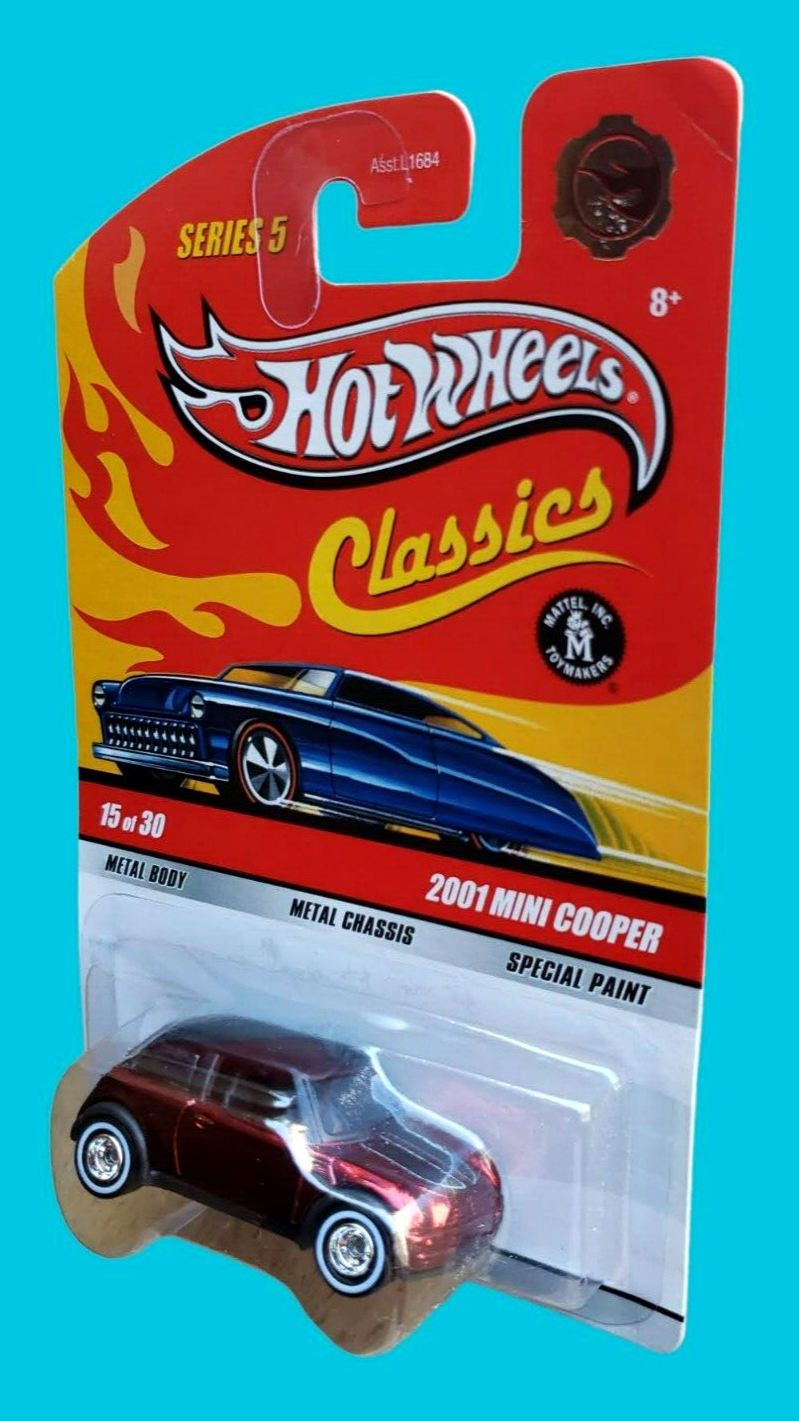 Asst.L1684
SERIES 5
8+
HOT WHEELS®
Classics
MATTEL, INC.
M
TOYMAKERS
®
15 of 30
2001 MINI COOPER
METAL BODY
METAL CHASSIS
SPECIAL PAINT